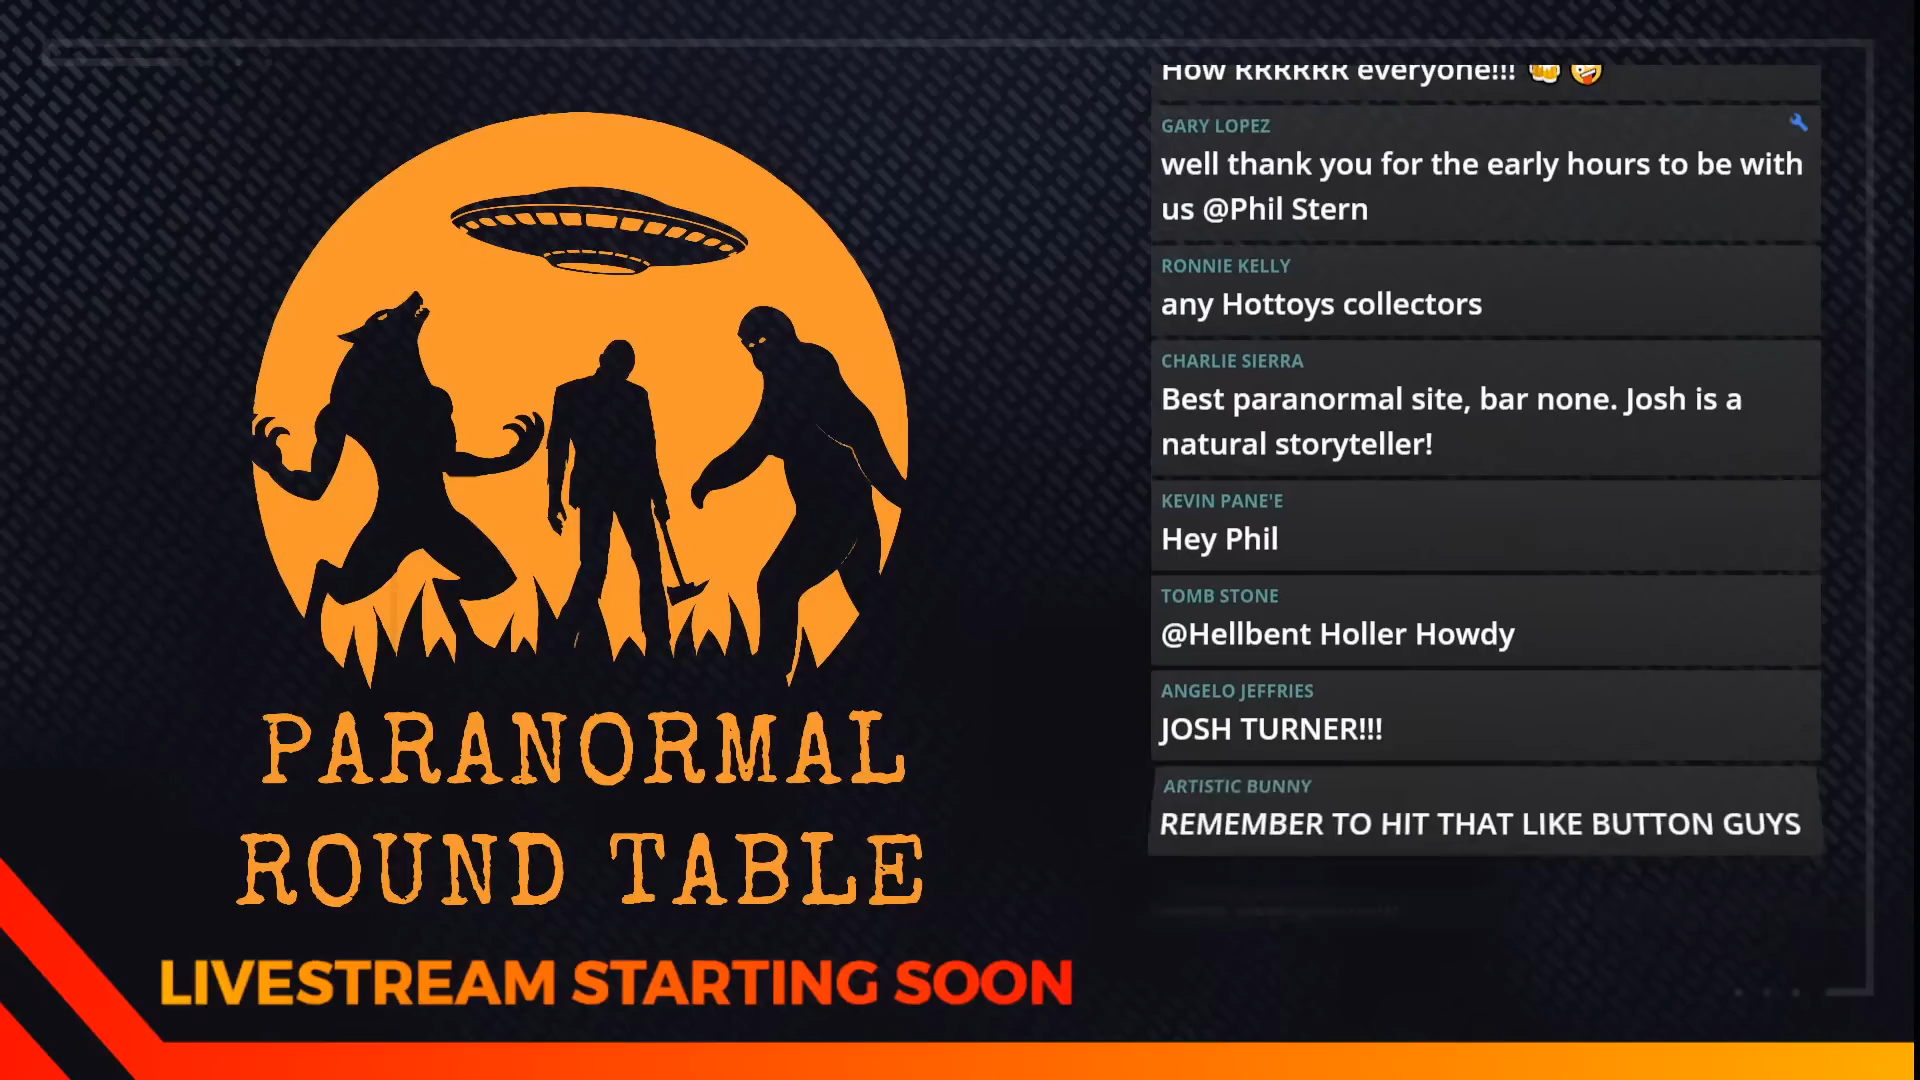 PARANORMAL
ROUND TABLE
LIVESTREAM STARTING SOON
How RRRRRR everyone!!! 🍻 🤪
GARY LOPEZ
well thank you for the early hours to be with
us @Phil Stern
RONNIE KELLY
any Hottoys collectors
CHARLIE SIERRA
Best paranormal site, bar none. Josh is a
natural storyteller!
KEVIN PANE'E
Hey Phil
TOMB STONE
@Hellbent Holler Howdy
ANGELO JEFFRIES
JOSH TURNER!!!
ARTISTIC BUNNY
REMEMBER TO HIT THAT LIKE BUTTON GUYS